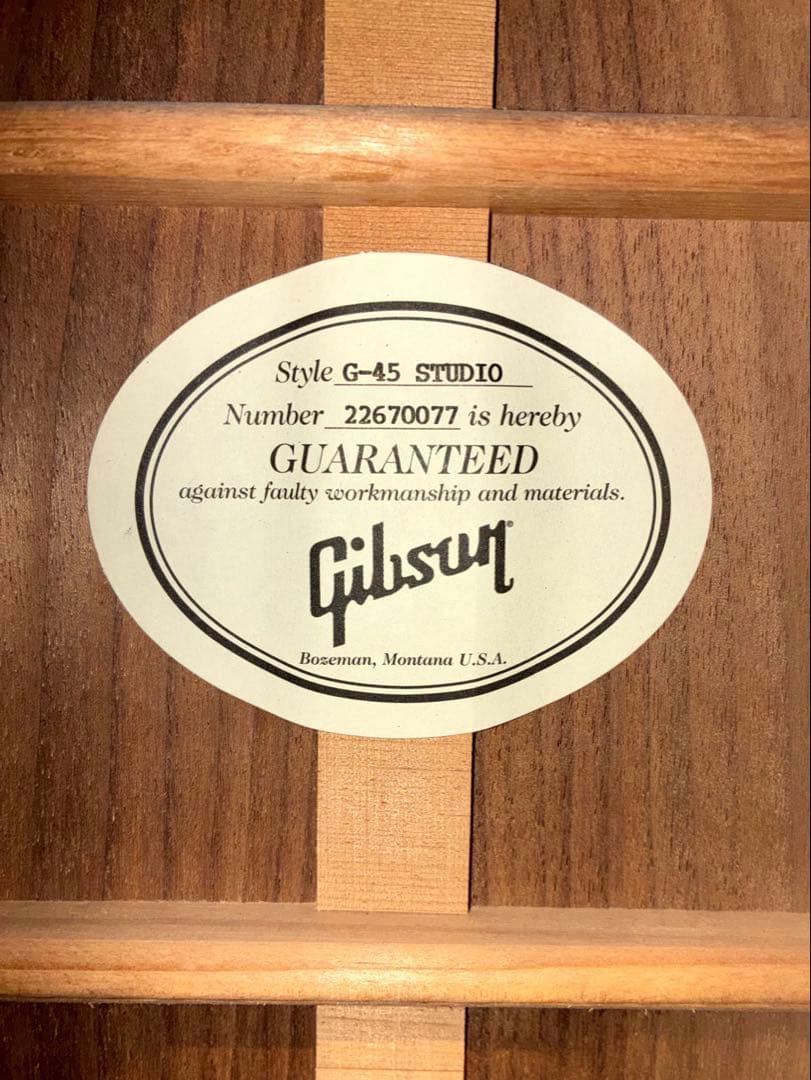 Style G-45 STUDIO
Number 22670077 is hereby
GUARANTEED
against faulty workmanship and materials.
Gibson
Bozeman, Montana U.S.A.